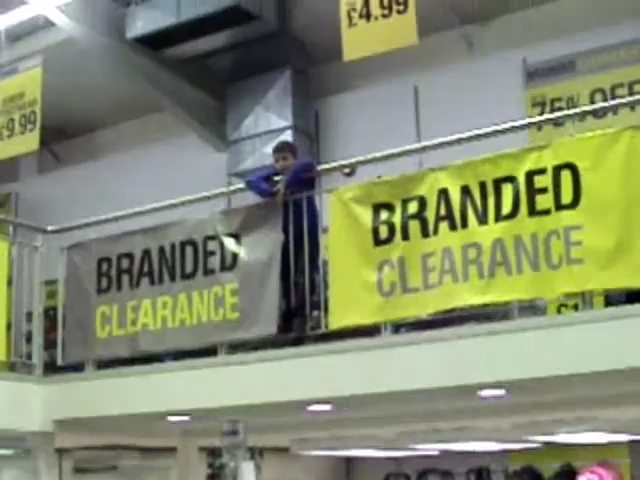 £4.99
£9.99
75% OFF
BRANDED
CLEARANCE
BRANDED
CLEARANCE